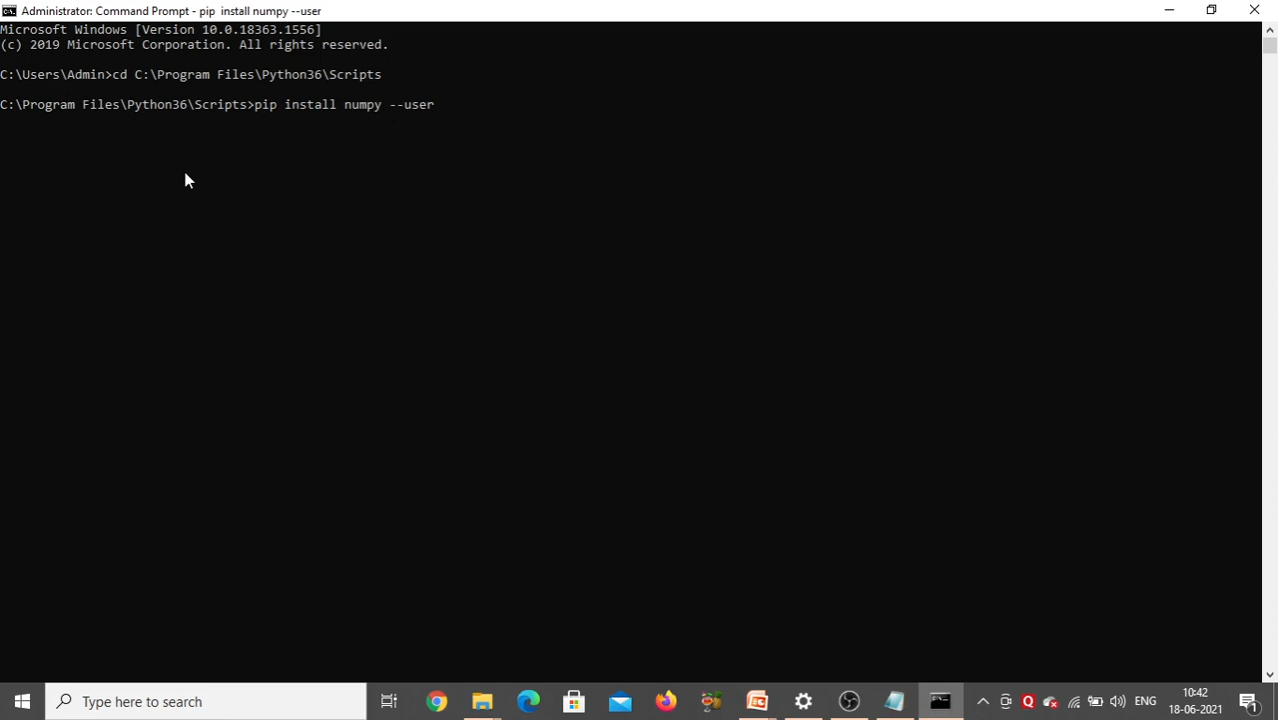 Administrator: Command Prompt - pip  install numpy --user
Microsoft Windows [Version 10.0.18363.1556]
(c) 2019 Microsoft Corporation. All rights reserved.
C:\Users\Admin>cd C:\Program Files\Python36\Scripts
C:\Program Files\Python36\Scripts>pip install numpy --user
Type here to search
ENG
10:42
18-06-2021
1